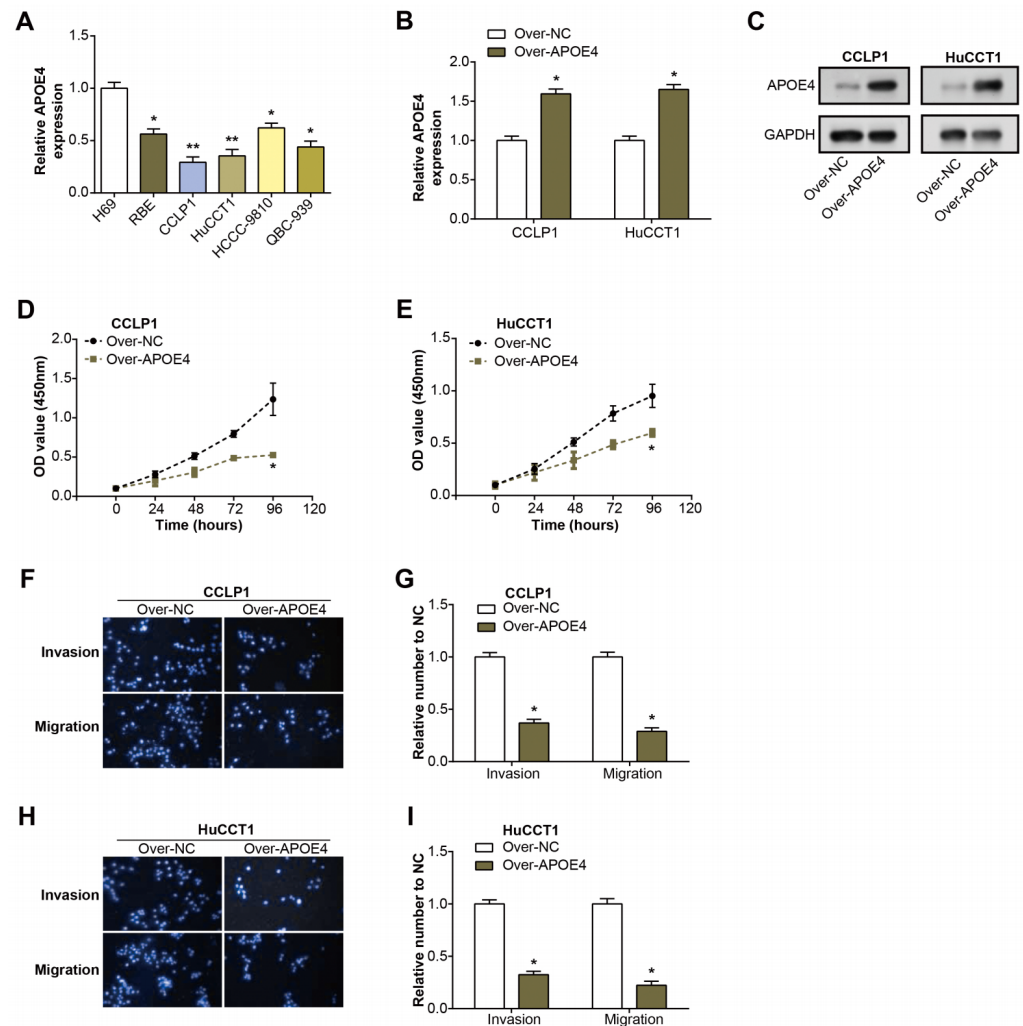 A
Relative APOE4
expression
1.5
1.0
0.5
0.0
*
**
**
*
*
H69
RBE
CCLP1
HuCCT1
HCCC-9810
QBC-939
B
Over-NC
Over-APOE4
Relative APOE4
expression
2.0
1.5
1.0
0.5
0.0
*
*
CCLP1
HuCCT1
C
CCLP1
HuCCT1
APOE4
GAPDH
Over-NC
Over-APOE4
Over-NC
Over-APOE4
D
CCLP1
Over-NC
Over-APOE4
OD value (450nm)
2.0
1.5
1.0
0.5
0.0
*
0 24 48 72 96 120
Time (hours)
E
HuCCT1
Over-NC
Over-APOE4
OD value (450nm)
1.5
1.0
0.5
0.0
*
0 24 48 72 96 120
Time (hours)
F
CCLP1
Over-NC Over-APOE4
Invasion
Migration
G
CCLP1
Over-NC
Over-APOE4
Relative number to NC
1.5
1.0
0.5
0.0
*
*
Invasion Migration
H
HuCCT1
Over-NC Over-APOE4
Invasion
Migration
I
HuCCT1
Over-NC
Over-APOE4
Relative number to NC
1.5
1.0
0.5
0.0
*
*
Invasion Migration